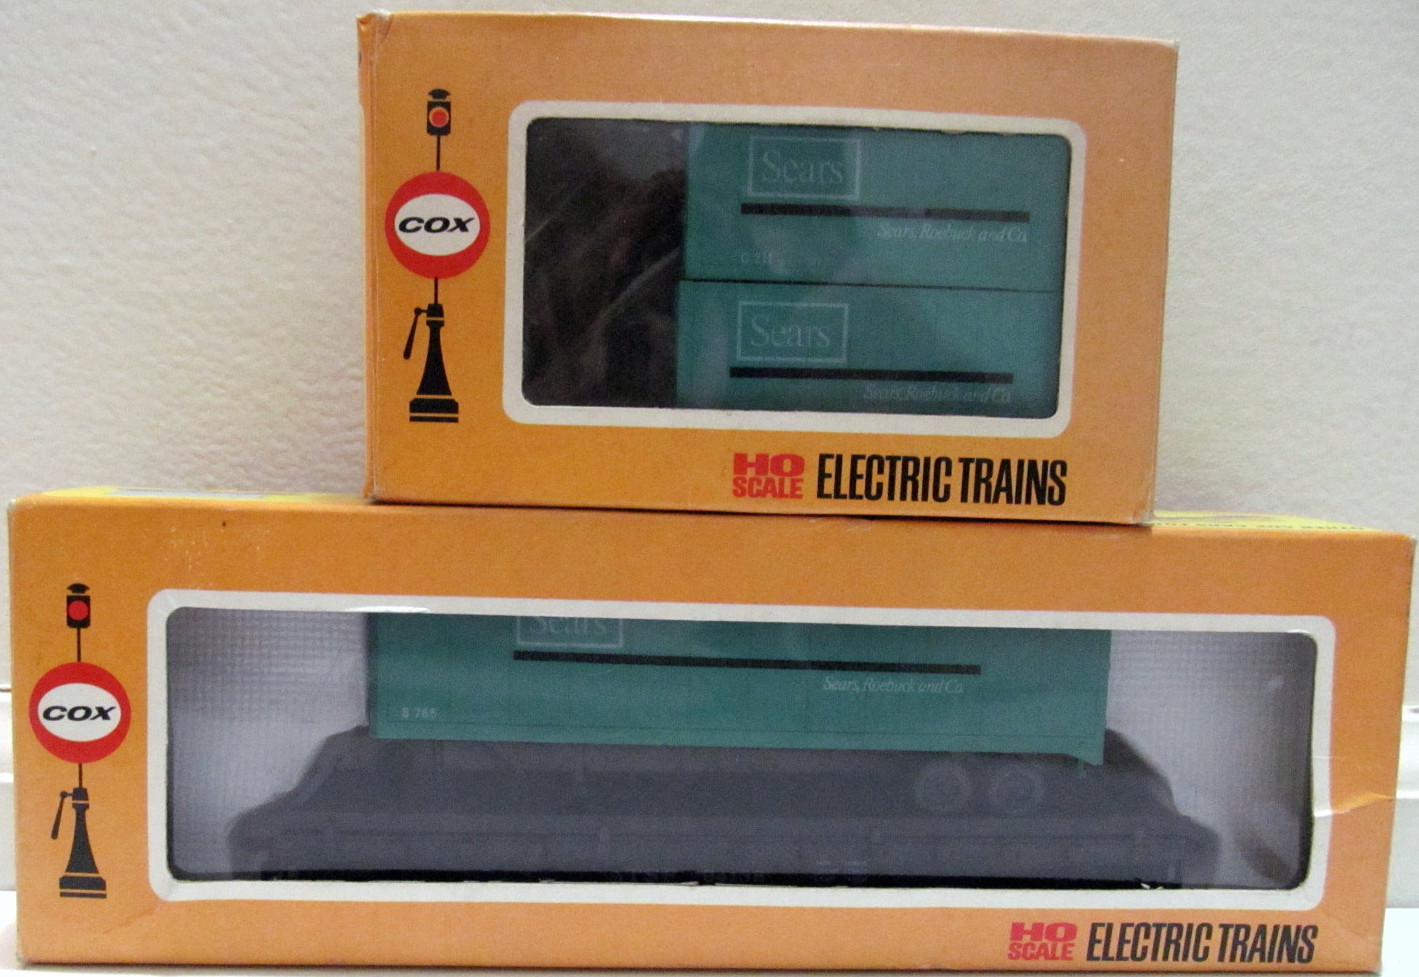 COX
Sears
Sears, Roebuck and Co.
Sears
Sears, Roebuck and Co.
HO SCALE ELECTRIC TRAINS
COX
Sears
Sears, Roebuck and Co.
S 765
HO SCALE ELECTRIC TRAINS